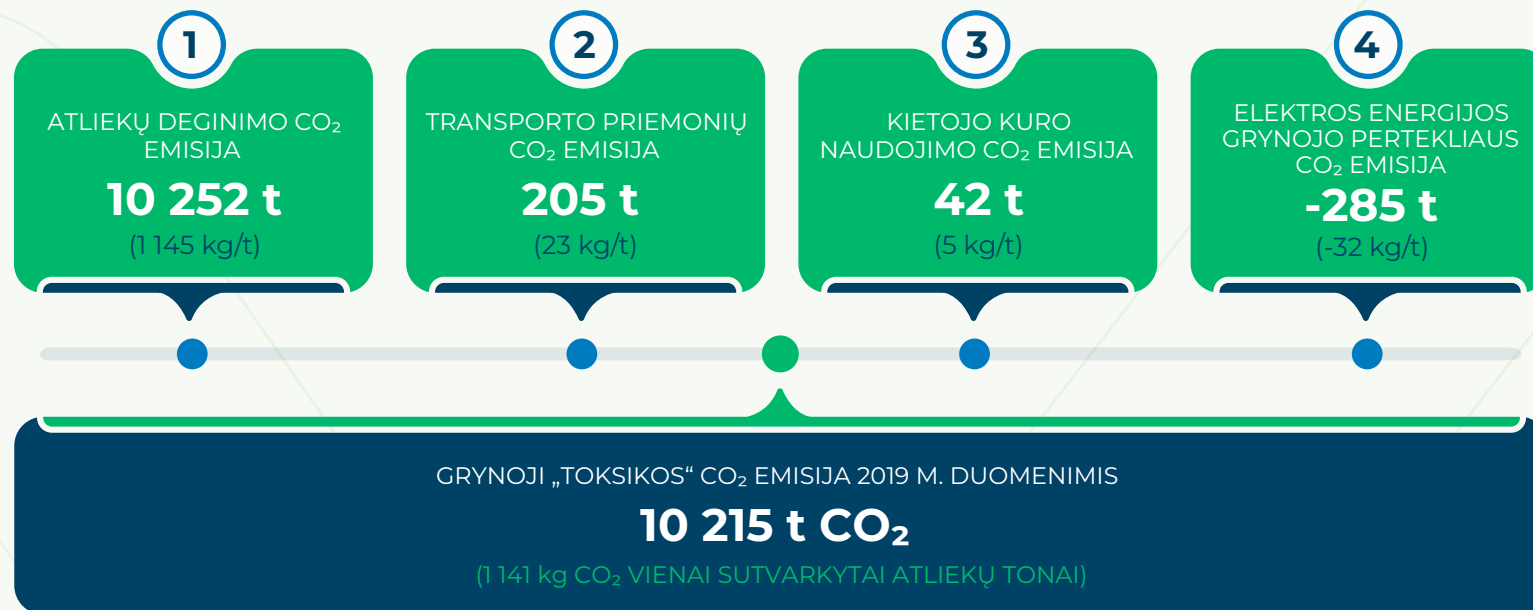 1
ATLIEKŲ DEGINIMO CO₂
EMISIJA
10 252 t
(1 145 kg/t)
2
TRANSPORTO PRIEMONIŲ
CO₂ EMISIJA
205 t
(23 kg/t)
3
KIETOJO KURO
NAUDOJIMO CO₂ EMISIJA
42 t
(5 kg/t)
4
ELEKTROS ENERGIJOS
GRYNOJO PERTEKLIAUS
CO₂ EMISIJA
-285 t
(-32 kg/t)
GRYNOJI „TOKSIKOS“ CO₂ EMISIJA 2019 M. DUOMENIMIS
10 215 t CO₂
(1 141 kg CO₂ VIENAI SUTVARKYTAI ATLIEKŲ TONAI)